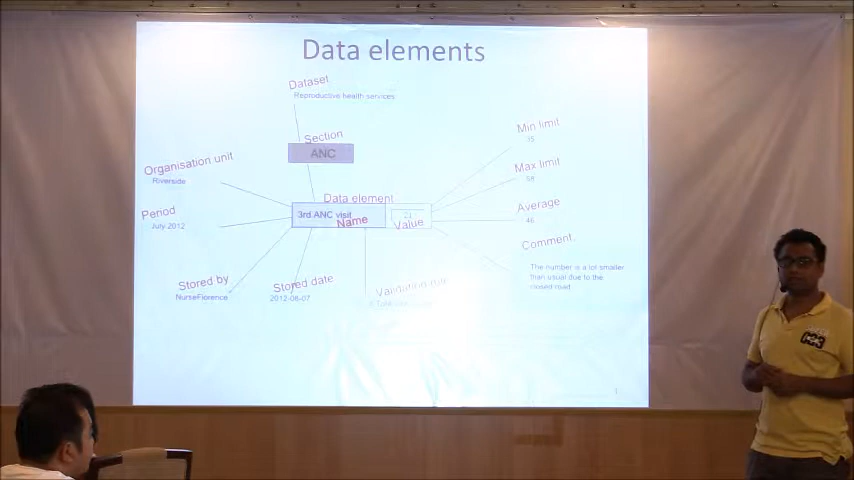 Data elements
Dataset
Reproductive health services
Section
ANC
Organisation unit
Riverside
Period
July 2012
Data element
3rd ANC visit
Name
21
Value
Min limit
35
Max limit
58
Average
46
Comment
The number is a lot smaller
than usual due to the
closed road
Stored by
NurseFlorence
Stored date
2012-08-07
Validation rule